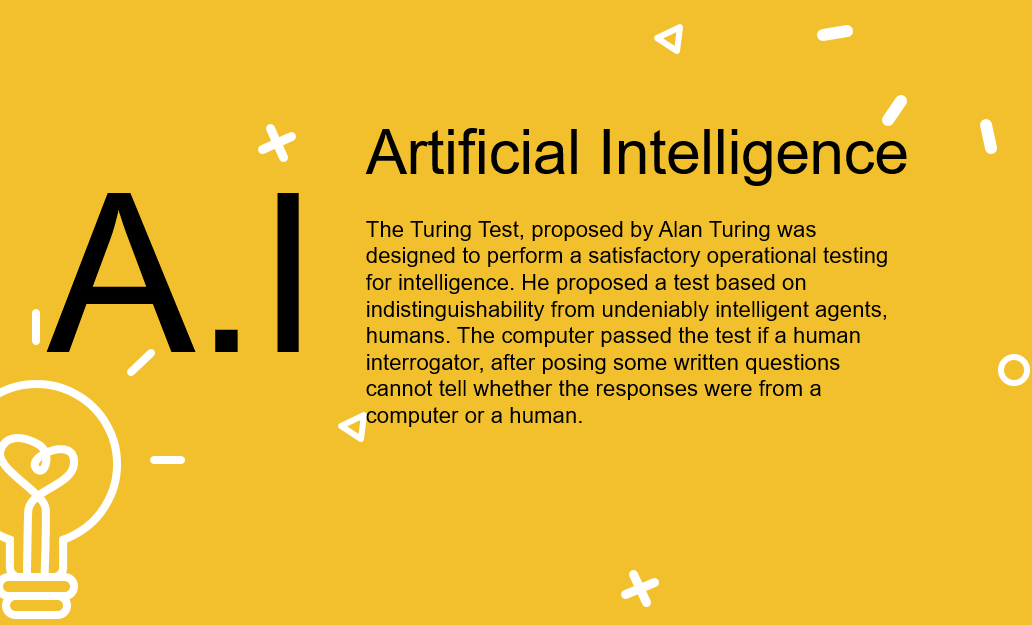 A.I
Artificial Intelligence
The Turing Test, proposed by Alan Turing was
designed to perform a satisfactory operational testing
for intelligence. He proposed a test based on
indistinguishability from undeniably intelligent agents,
humans. The computer passed the test if a human
interrogator, after posing some written questions
cannot tell whether the responses were from a
computer or a human.